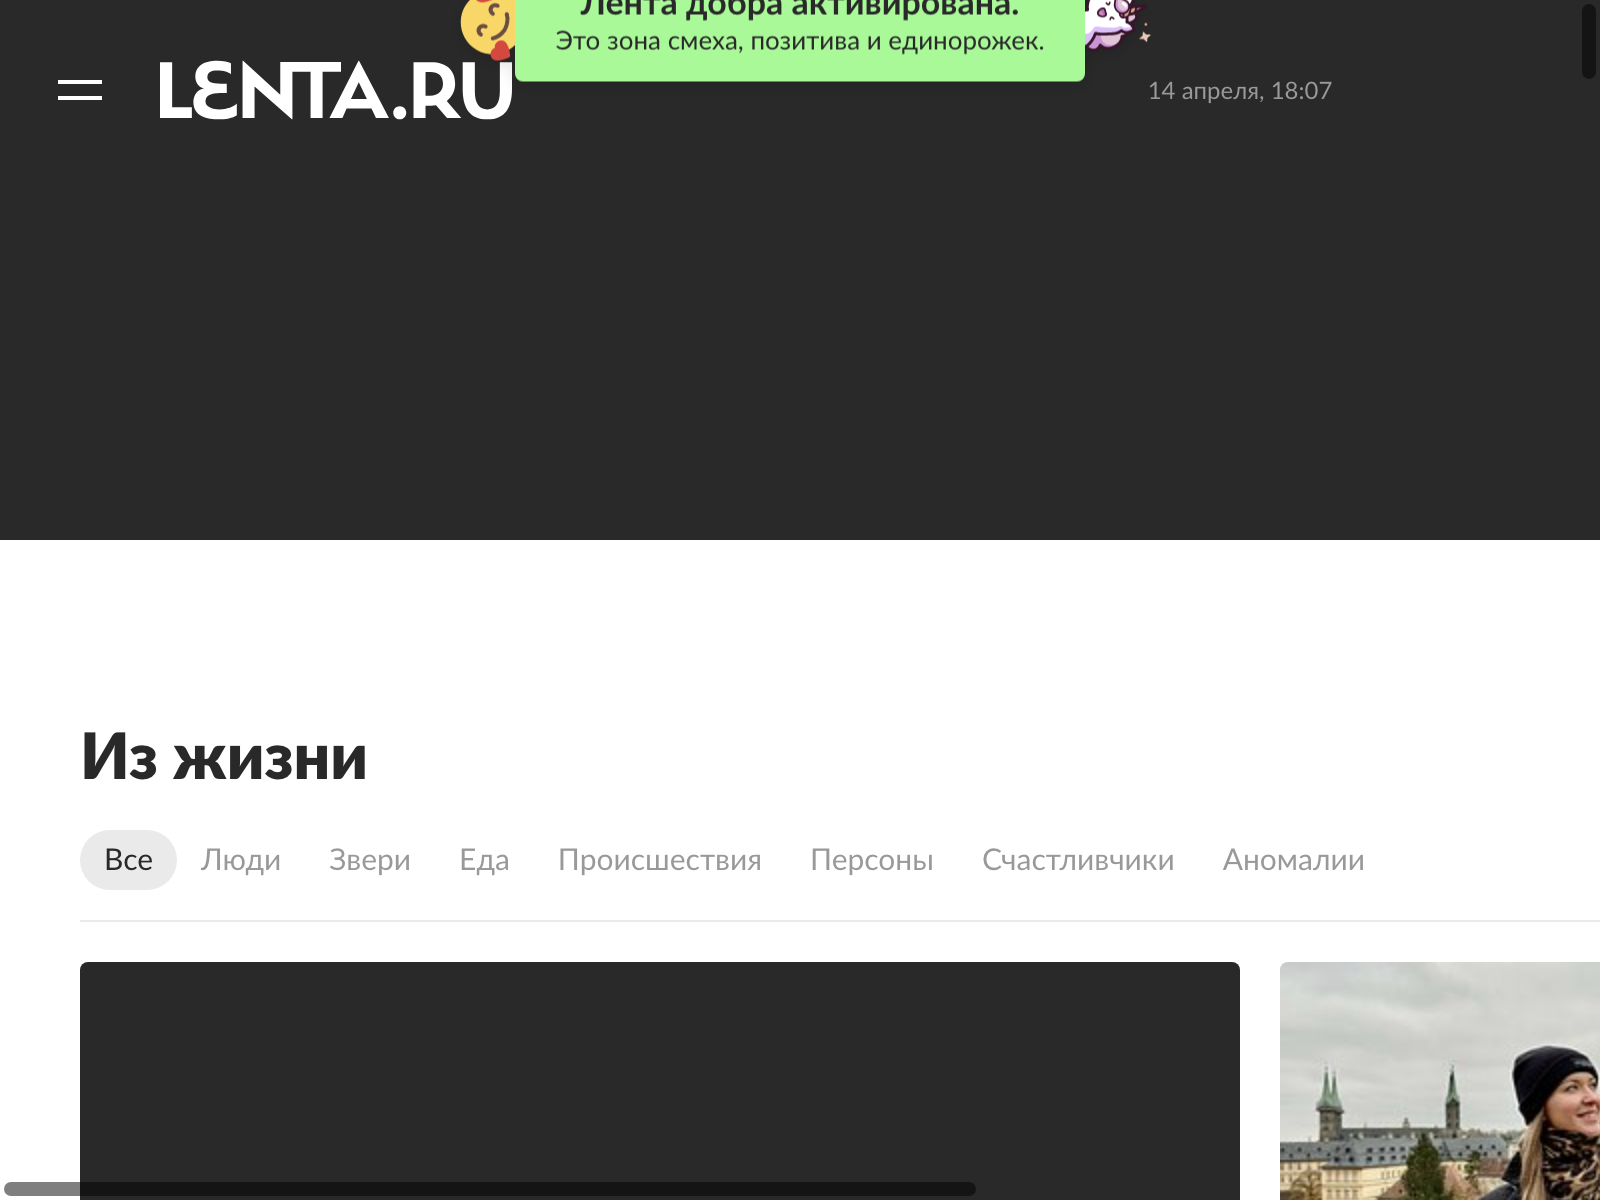 Лента добра активирована.
Это зона смеха, позитива и единорожек.
LENTA.RU
14 апреля, 18:07
Из жизни
Все
Люди
Звери
Еда
Происшествия
Персоны
Счастливчики
Аномалии